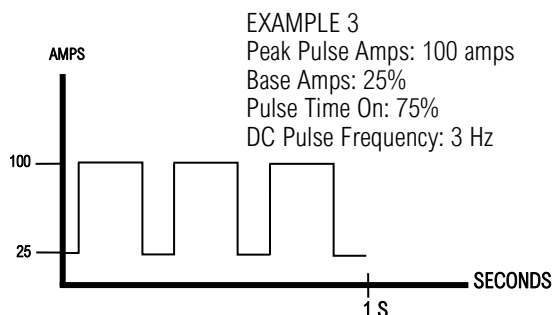 EXAMPLE 3
Peak Pulse Amps: 100 amps
Base Amps: 25%
Pulse Time On: 75%
DC Pulse Frequency: 3 Hz
AMPS
100
25
SECONDS
1 S